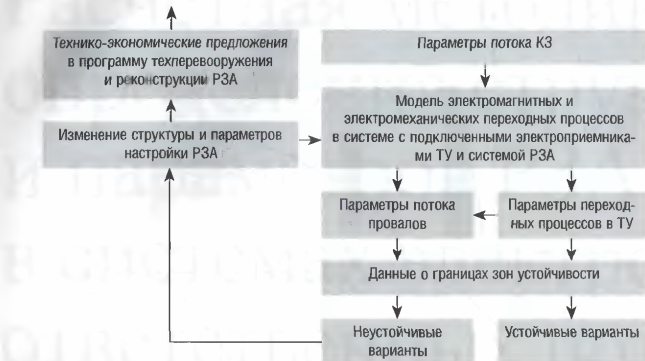 Технико-экономические предложения
в программу техперевооружения
и реконструкции РЗА
Изменение структуры и параметров
настройки РЗА
Параметры потока КЗ
Модель электромагнитных и
электромеханических переходных процессов
в системе с подключенными электроприемника-
ми ТУ и системой РЗА
Параметры потока
провалов
Параметры переход-
ных процессов в ТУ
Данные о границах зон устойчивости
Неустойчивые
варианты
Устойчивые варианты